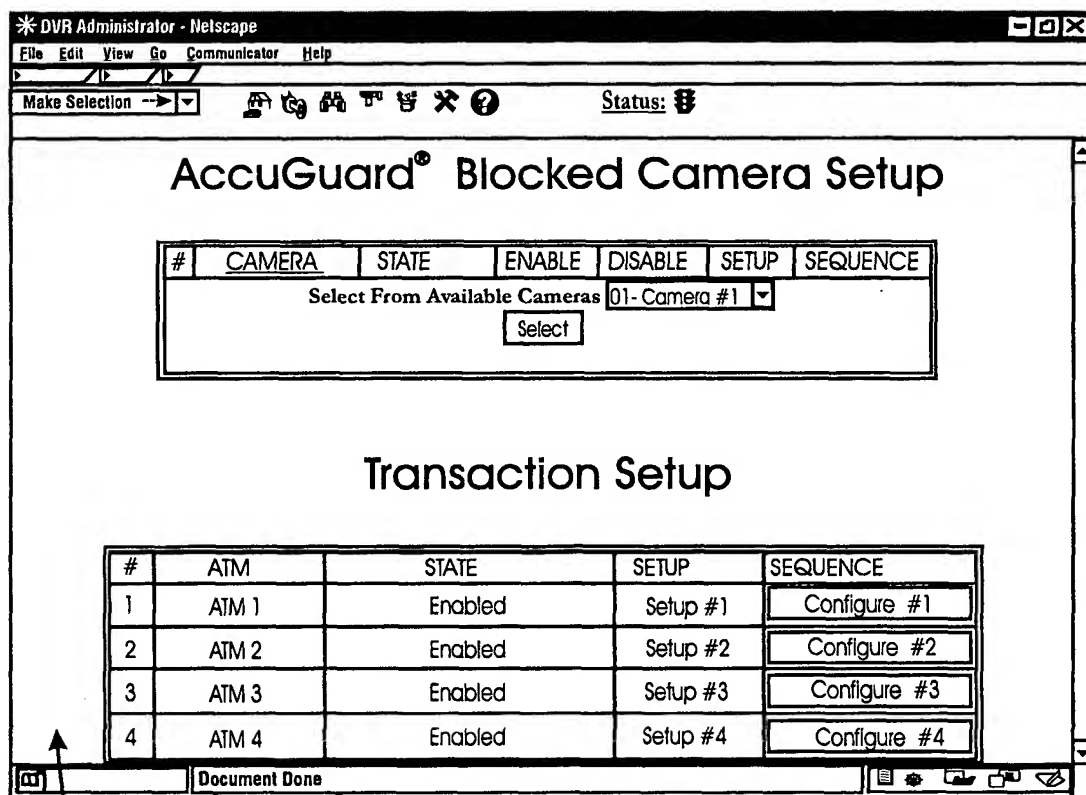 DVR Administrator - Netscape
File Edit View Go Communicator Help
Make Selection --> Status:
AccuGuard® Blocked Camera Setup
# CAMERA STATE ENABLE DISABLE SETUP SEQUENCE
Select From Available Cameras 01- Camera #1
Select
Transaction Setup
# ATM STATE SETUP SEQUENCE
1 ATM 1 Enabled Setup #1 Configure #1
2 ATM 2 Enabled Setup #2 Configure #2
3 ATM 3 Enabled Setup #3 Configure #3
4 ATM 4 Enabled Setup #4 Configure #4
Document Done